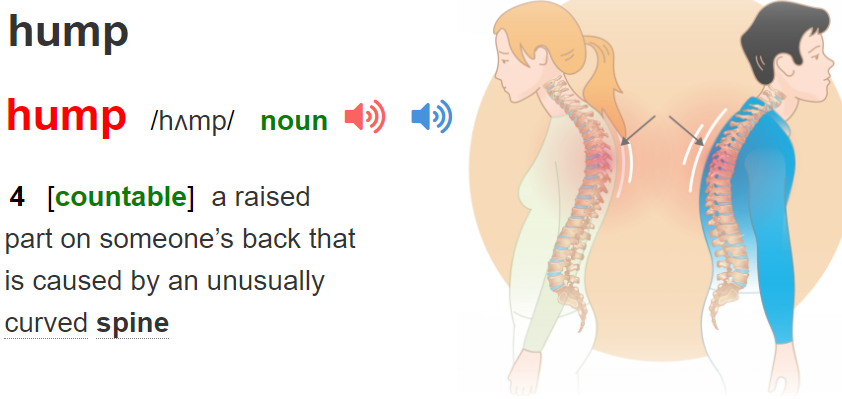 hump
hump /hʌmp/ noun
4 [countable] a raised
part on someone’s back that
is caused by an unusually
curved spine